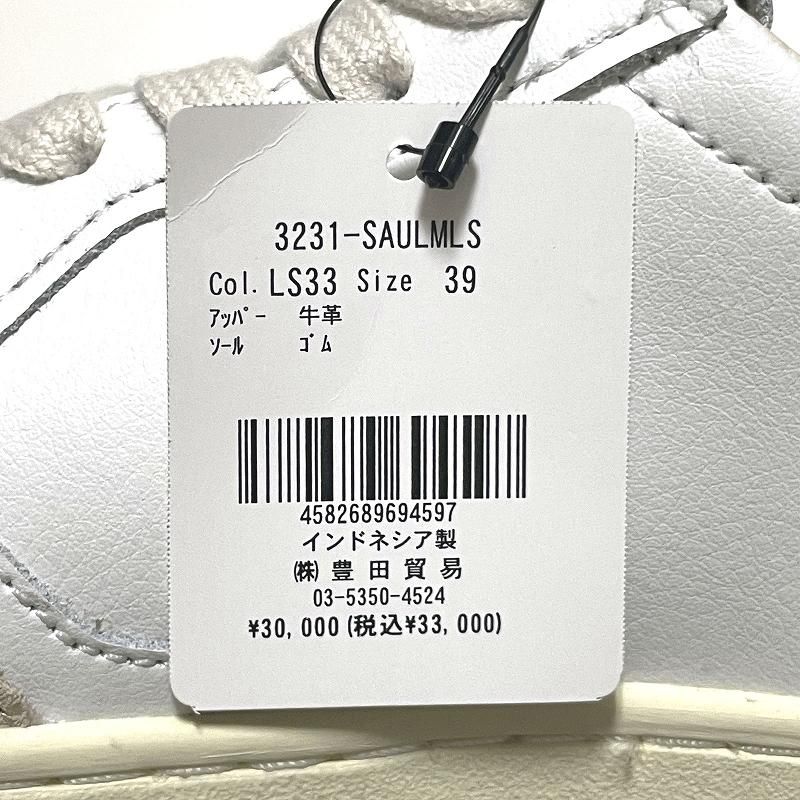 3231-SAULMLS
Col. LS33 Size 39
ｱｯﾊﾟｰ 牛革
ｿｰﾙ ｺﾞﾑ
4582689694597
インドネシア製
㈱ 豊田貿易
03-5350-4524
¥30,000(税込¥33,000)